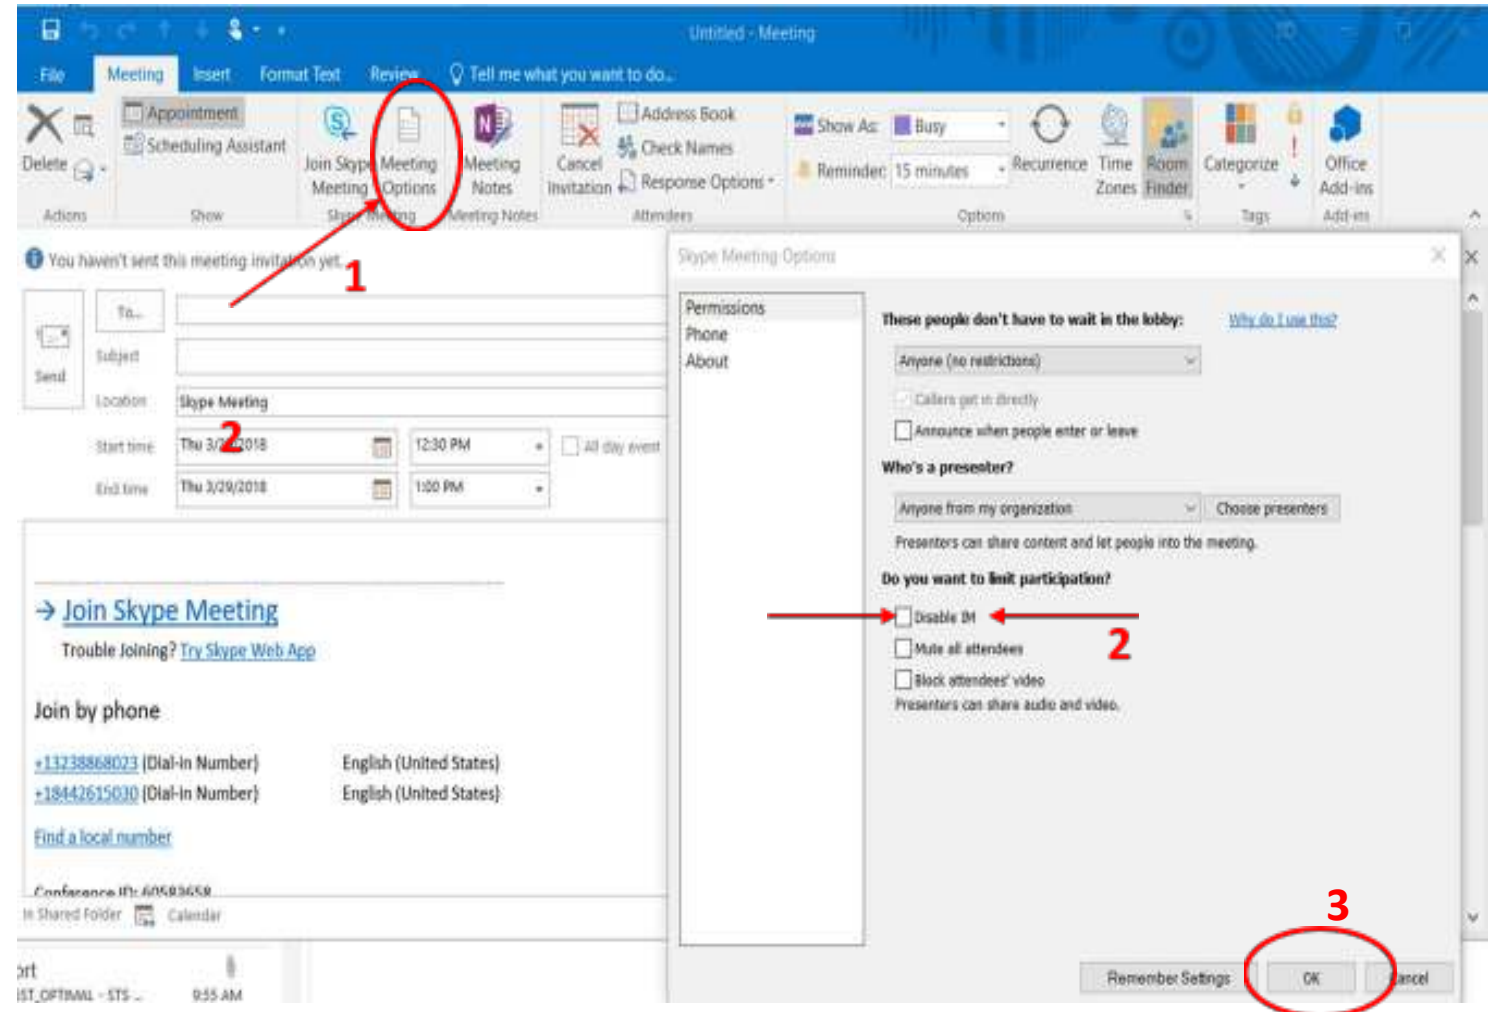 Untitled - Meeting
File Meeting Insert Format Text Review Tell me what you want to do...
Delete
Appointment
Scheduling Assistant
Join Skype Meeting
Meeting Options
Meeting Notes
Cancel Invitation
Address Book
Check Names
Response Options
Show As: Busy
Reminder: 15 minutes
Recurrence
Time Zones
Room Finder
Categorize
Office Add-ins
Actions Show Skype Meeting Meeting Notes Attendees Options Tags Add-ins
You haven't sent this meeting invitation yet.
1
To...
Subject
Send
Location Skype Meeting
2
Start time Thu 3/2 /2018 12:30 PM All day event
End time Thu 3/29/2018 1:00 PM
→ Join Skype Meeting
Trouble Joining? Try Skype Web App
Join by phone
+13238868023 (Dial-in Number) English (United States)
+18442615030 (Dial-in Number) English (United States)
Find a local number
Conference ID: 60583658
In Shared Folder Calendar
ort
IST_OPTIMAL - STS ... 9:55 AM
Skype Meeting Options
Permissions
Phone
About
These people don't have to wait in the lobby: Why do I use this?
Anyone (no restrictions)
Callers get in directly
Announce when people enter or leave
Who's a presenter?
Anyone from my organization Choose presenters
Presenters can share content and let people into the meeting.
Do you want to limit participation?
Disable IM
2
Mute all attendees
Block attendees' video
Presenters can share audio and video.
3
Remember Settings OK Cancel